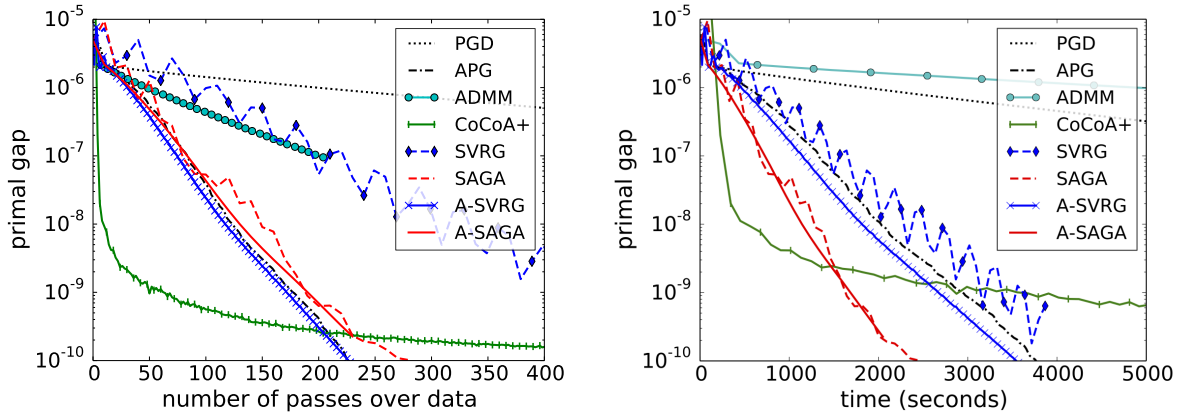 10^-5
10^-6
10^-7
10^-8
10^-9
10^-10
primal gap
0 50 100 150 200 250 300 350 400
number of passes over data
PGD
APG
ADMM
CoCoA+
SVRG
SAGA
A-SVRG
A-SAGA
10^-5
10^-6
10^-7
10^-8
10^-9
10^-10
primal gap
0 1000 2000 3000 4000 5000
time (seconds)
PGD
APG
ADMM
CoCoA+
SVRG
SAGA
A-SVRG
A-SAGA